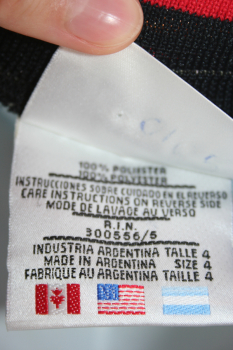 100% POLIESTER
100% POLYESTER
INSTRUCCIONES SOBRE CUIDADO EN EL REVERSO
CARE INSTRUCTIONS ON REVERSE SIDE
MODE DE LAVAGE AU VERSO
R.I.N.
300556/5
INDUSTRIA ARGENTINA TALLE 4
MADE IN ARGENTINA SIZE 4
FABRIQUE AU ARGENTINA TAILLE 4